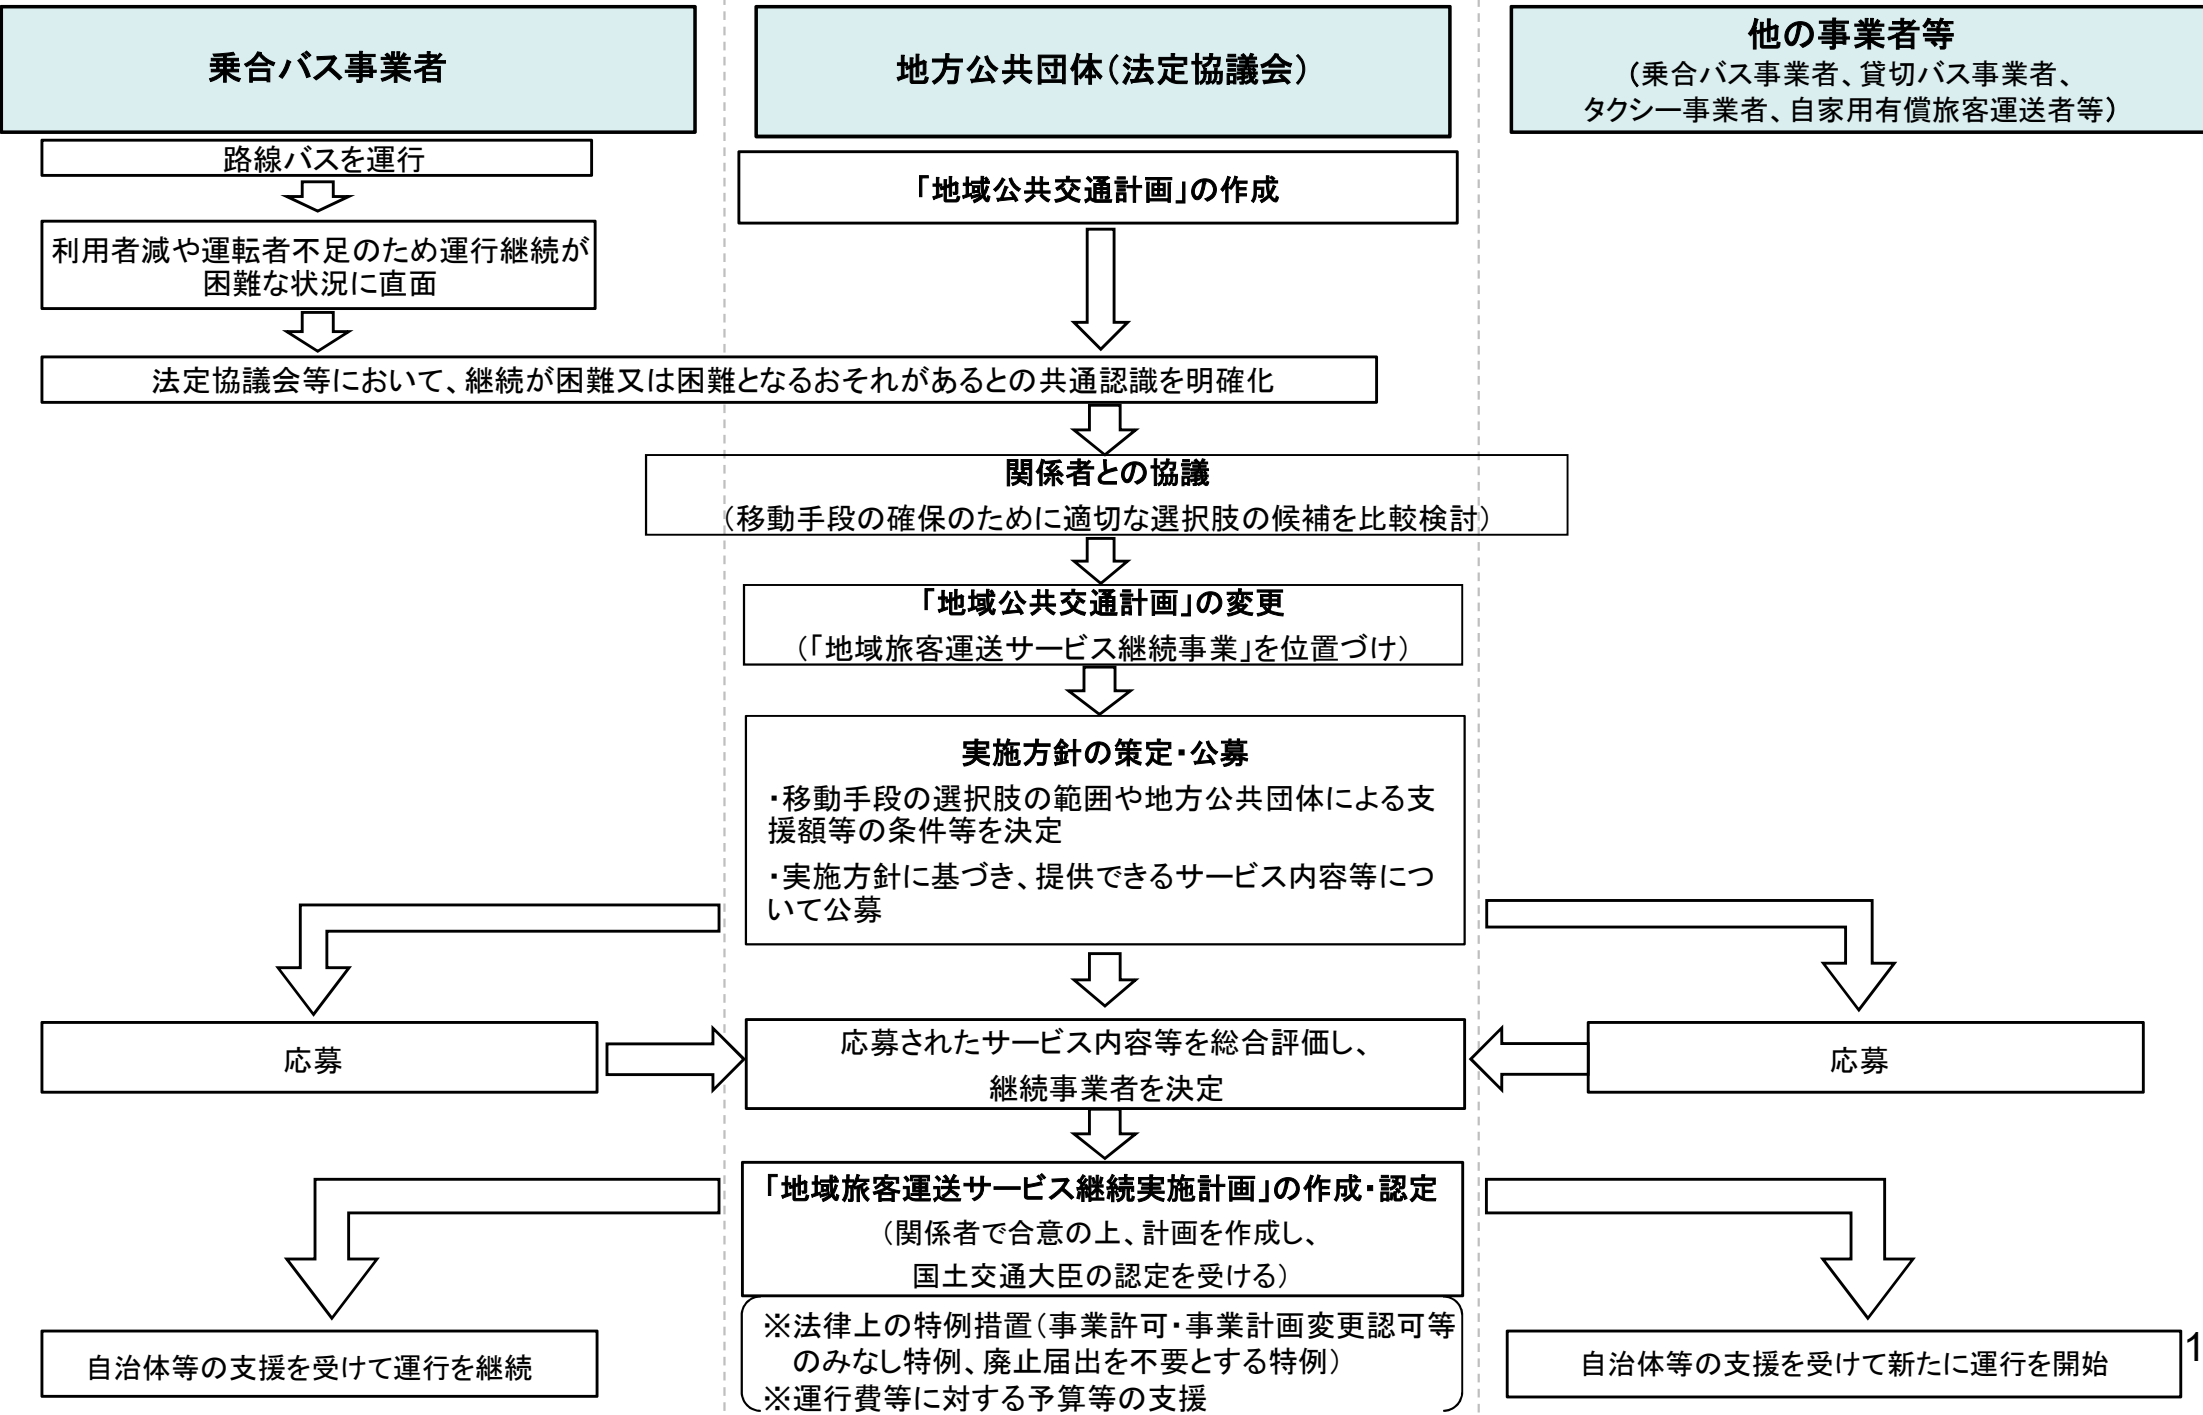 乗合バス事業者
地方公共団体（法定協議会）
他の事業者等
（乗合バス事業者、貸切バス事業者、
タクシー事業者、自家用有償旅客運送者等）
路線バスを運行
「地域公共交通計画」の作成
利用者減や運転者不足のため運行継続が
困難な状況に直面
法定協議会等において、継続が困難又は困難となるおそれがあるとの共通認識を明確化
関係者との協議
（移動手段の確保のために適切な選択肢の候補を比較検討）
「地域公共交通計画」の変更
（「地域旅客運送サービス継続事業」を位置づけ）
実施方針の策定・公募
・移動手段の選択肢の範囲や地方公共団体による支
援額等の条件等を決定
・実施方針に基づき、提供できるサービス内容等につ
いて公募
応募
応募されたサービス内容等を総合評価し、
継続事業者を決定
応募
「地域旅客運送サービス継続実施計画」の作成・認定
（関係者で合意の上、計画を作成し、
国土交通大臣の認定を受ける）
※法律上の特例措置（事業許可・事業計画変更認可等
のみなし特例、廃止届出を不要とする特例）
※運行費等に対する予算等の支援
自治体等の支援を受けて運行を継続
自治体等の支援を受けて新たに運行を開始
1